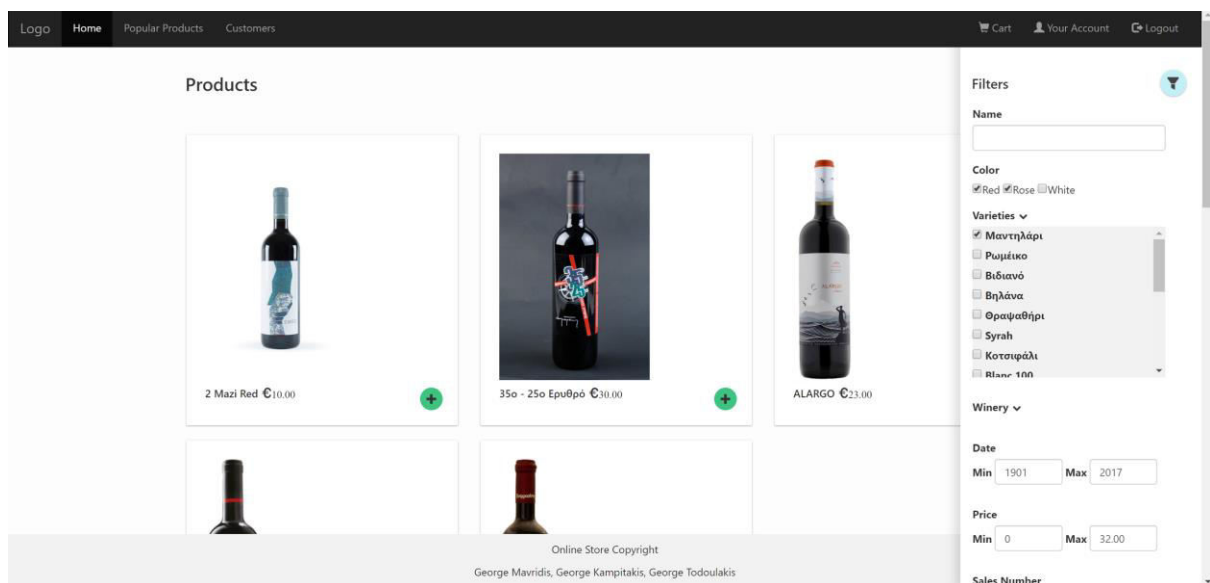 Logo Home Popular Products Customers Cart Your Account Logout
Products
2 Mazi Red €10.00
35ο - 25ο Ερυθρό €30.00
ALARGO €23.00
Filters
Name
Color
Red Rose White
Varieties
Μαντηλάρι
Ρωμέικο
Βιδιανό
Βηλάνα
Θραψαθήρι
Syrah
Κοτσιφάλι
Blanc 100
Winery
Date
Min 1901 Max 2017
Price
Min 0 Max 32.00
Sales Number
Online Store Copyright
George Mavridis, George Kampitakis, George Todoulakis